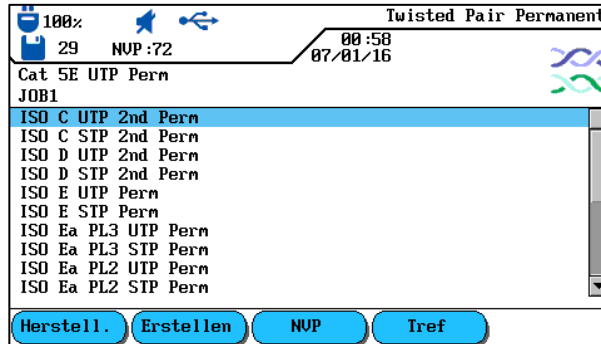 100% Twisted Pair Permanent
29 NVP:72 00:58
07/01/16
Cat 5E UTP Perm
JOB1
ISO C UTP 2nd Perm
ISO C STP 2nd Perm
ISO D UTP 2nd Perm
ISO D STP 2nd Perm
ISO E UTP Perm
ISO E STP Perm
ISO Ea PL3 UTP Perm
ISO Ea PL3 STP Perm
ISO Ea PL2 UTP Perm
ISO Ea PL2 STP Perm
Herstell. Erstellen NVP Tref